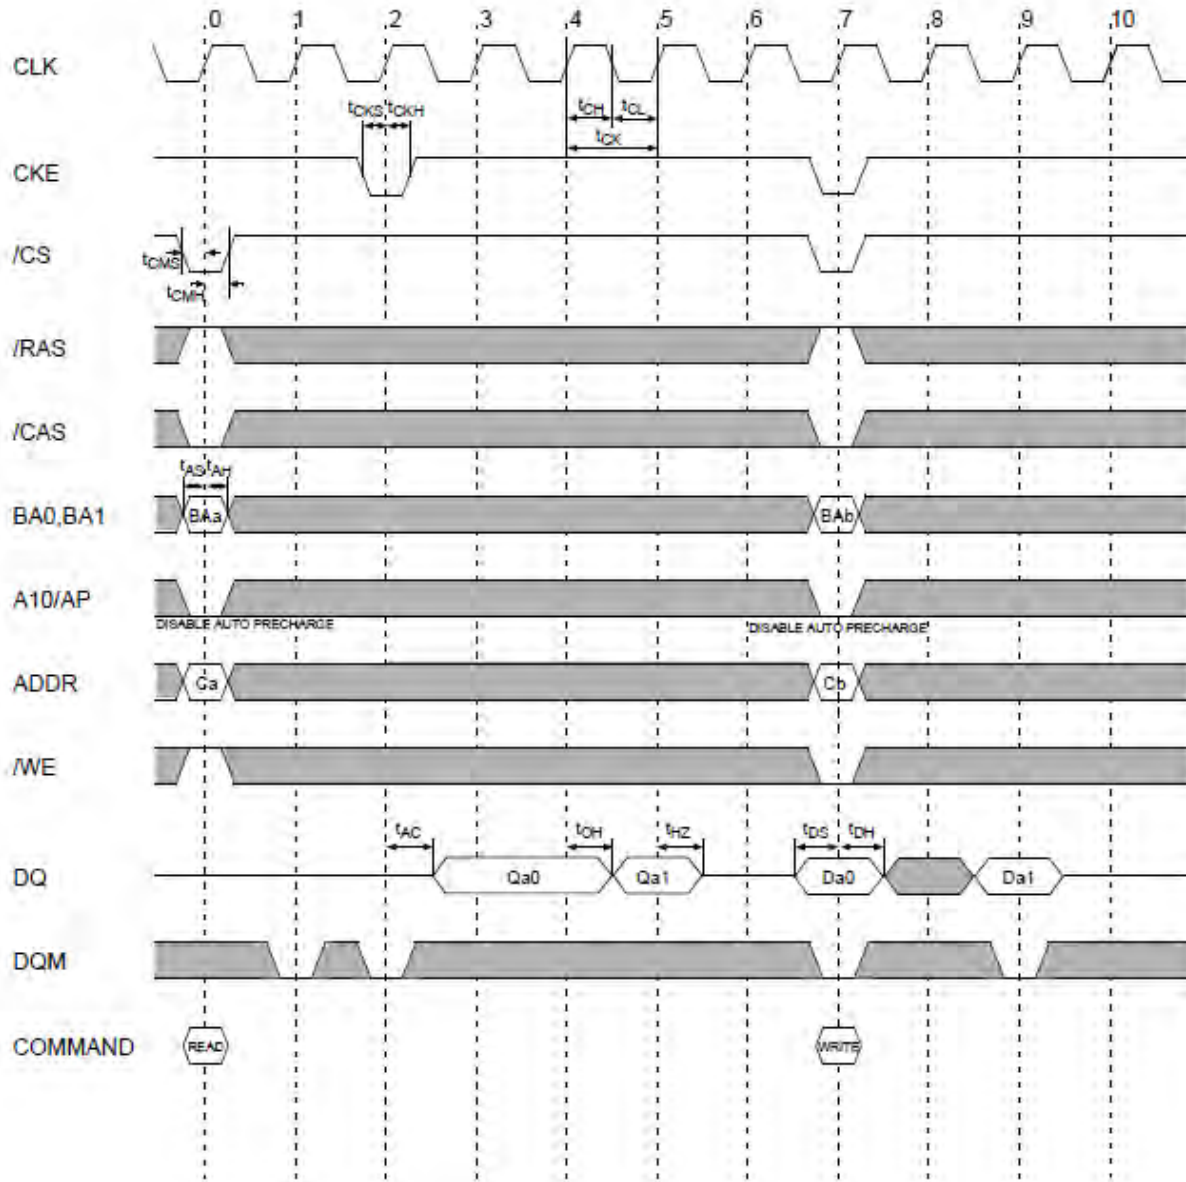 .0 .1 .2 .3 .4 .5 .6 .7 .8 .9 .10
CLK
tCKS tCKH tCH tCL
tCK
CKE
/CS
tCMS
tCMH
/RAS
/CAS
tAS tAH
BA0,BA1 BAa BAb
A10/AP
DISABLE AUTO PRECHARGE DISABLE AUTO PRECHARGE
ADDR Ca Cb
/WE
tAC tOH tHZ tDS tDH
DQ Qa0 Qa1 Da0 Da1
DQM
COMMAND READ WRITE